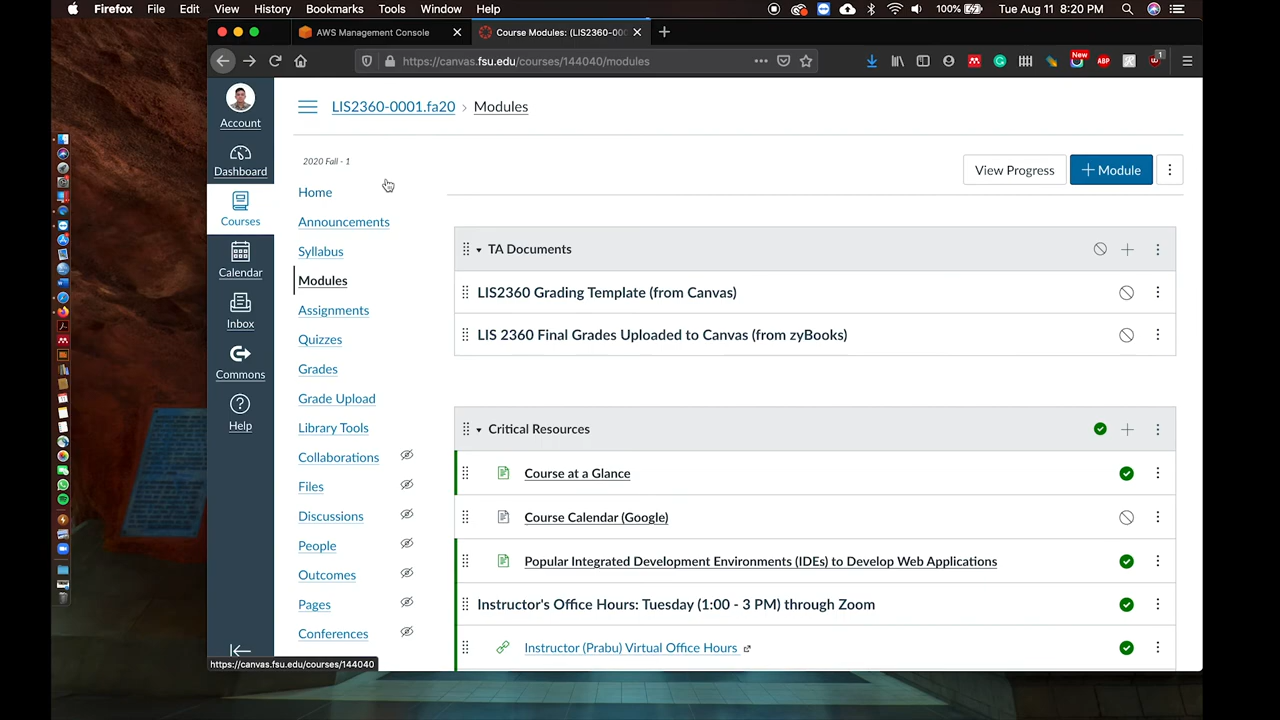 Firefox File Edit View History Bookmarks Tools Window Help 100% Tue Aug 11 8:20 PM
AWS Management Console
Course Modules: (LIS2360-000
https://canvas.fsu.edu/courses/144040/modules
New
ABP
1
Account
Dashboard
Courses
Calendar
Inbox
Commons
Help
LIS2360-0001.fa20 > Modules
2020 Fall - 1
Home
Announcements
Syllabus
Modules
Assignments
Quizzes
Grades
Grade Upload
Library Tools
Collaborations
Files
Discussions
People
Outcomes
Pages
Conferences
View Progress
+ Module
TA Documents
LIS2360 Grading Template (from Canvas)
LIS 2360 Final Grades Uploaded to Canvas (from zyBooks)
Critical Resources
Course at a Glance
Course Calendar (Google)
Popular Integrated Development Environments (IDEs) to Develop Web Applications
Instructor's Office Hours: Tuesday (1:00 - 3 PM) through Zoom
Instructor (Prabu) Virtual Office Hours
https://canvas.fsu.edu/courses/144040